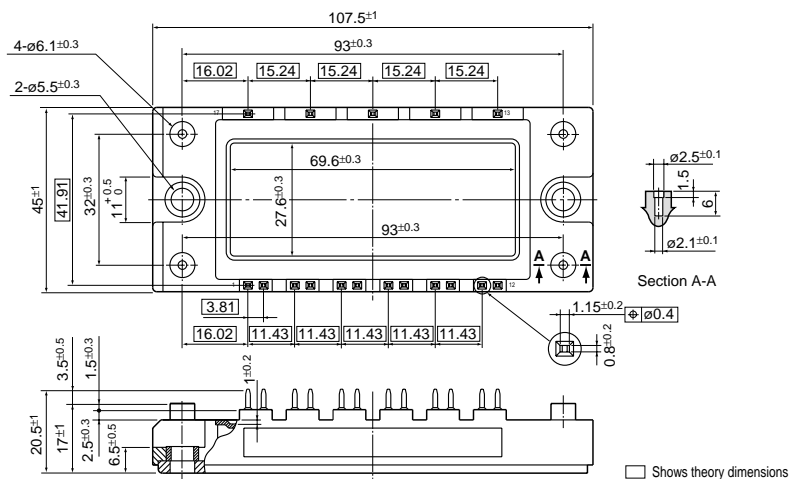 107.5±1
4-ø6.1±0.3
93±0.3
16.02 15.24 15.24 15.24 15.24
2-ø5.5±0.3
17 13
45±1
41.91
32±0.3
11 +0.5 0
69.6±0.3
27.6±0.3
93±0.3
A A
1 12
3.81
16.02 11.43 11.43 11.43 11.43 11.43
ø2.5±0.1
1.5
6
ø2.1±0.1
Section A-A
1.15±0.2
⌖ ø0.4
0.8±0.2
3.5±0.5
1.5±0.3
1±0.2
20.5±1
17±1
2.5±0.3
6.5±0.5
Shows theory dimensions